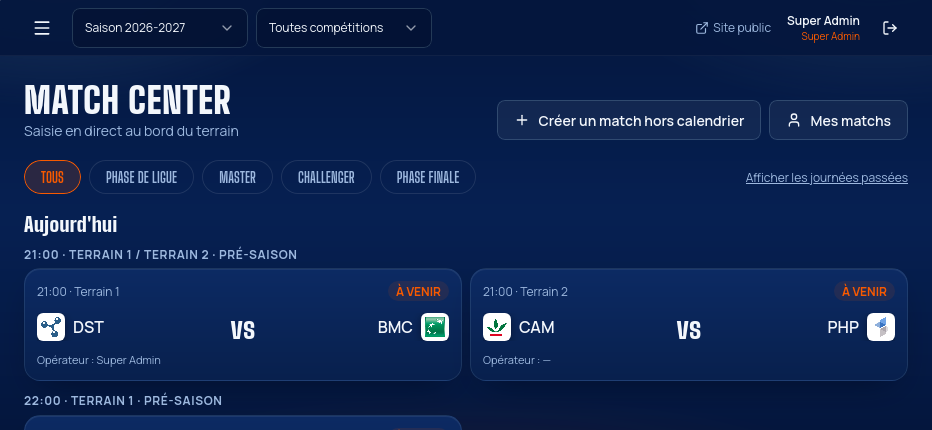 Saison 2026-2027
Toutes compétitions
Site public
Super Admin
Super Admin
MATCH CENTER
Saisie en direct au bord du terrain
Créer un match hors calendrier
Mes matchs
TOUS
PHASE DE LIGUE
MASTER
CHALLENGER
PHASE FINALE
Afficher les journées passées
Aujourd'hui
21:00 · TERRAIN 1 / TERRAIN 2 · PRÉ-SAISON
21:00 · Terrain 1
À VENIR
DST
VS
BMC
Opérateur : Super Admin
21:00 · Terrain 2
À VENIR
CAM
VS
PHP
Opérateur : —
22:00 · TERRAIN 1 · PRÉ-SAISON